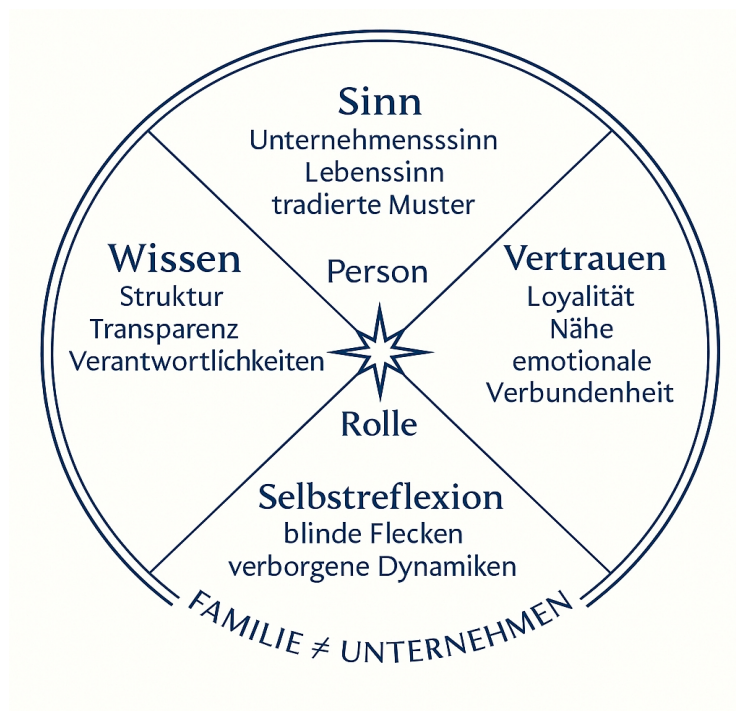 Sinn
Unternehmensssinn
Lebenssinn
tradierte Muster
Wissen
Struktur
Transparenz
Verantwortlichkeiten
Person
Vertrauen
Loyalität
Nähe
emotionale
Verbundenheit
Rolle
Selbstreflexion
blinde Flecken
verborgene Dynamiken
FAMILIE ≠ UNTERNEHMEN